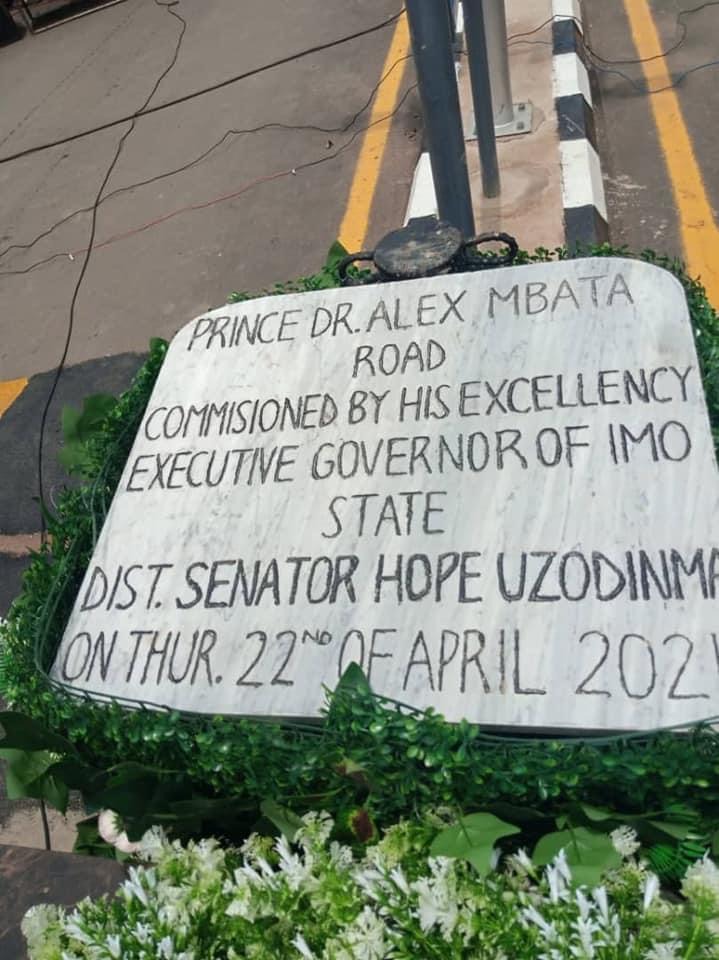 PRINCE DR. ALEX MBATA
ROAD
COMMISIONED BY HIS EXCELLENCY
EXECUTIVE GOVERNOR OF IMO
STATE
DIST. SENATOR HOPE UZODINMA
ON THUR. 22ND OF APRIL 2021